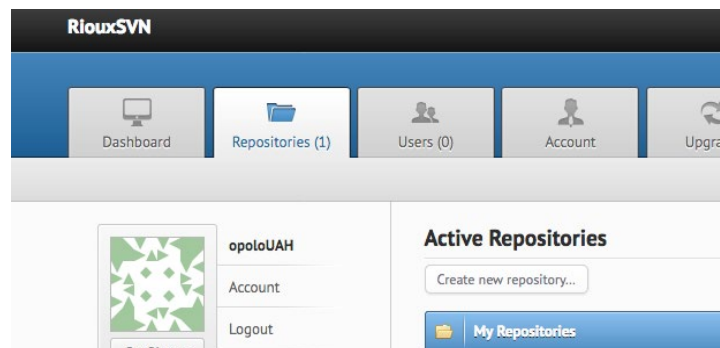 RiouxSVN
Dashboard
Repositories (1)
Users (0)
Account
opoloUAH
Account
Logout
Active Repositories
Create new repository...
My Repositories